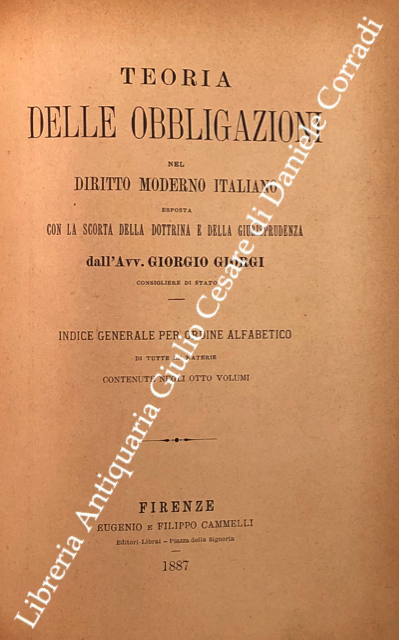 TEORIA
DELLE OBBLIGAZIONI
NEL
DIRITTO MODERNO ITALIANO
ESPOSTA
CON LA SCORTA DELLA DOTTRINA E DELLA GIURISPRUDENZA
dall'Avv. GIORGIO GIORGI
CONSIGLIERE DI STATO
INDICE GENERALE PER ORDINE ALFABETICO
DI TUTTE LE MATERIE
CONTENUTE NEGLI OTTO VOLUMI
FIRENZE
EUGENIO E FILIPPO CAMMELLI
Editori-Librai - Piazza della Signoria
1887
Libreria Antiquaria Giulio Cesare di Daniele Corradi